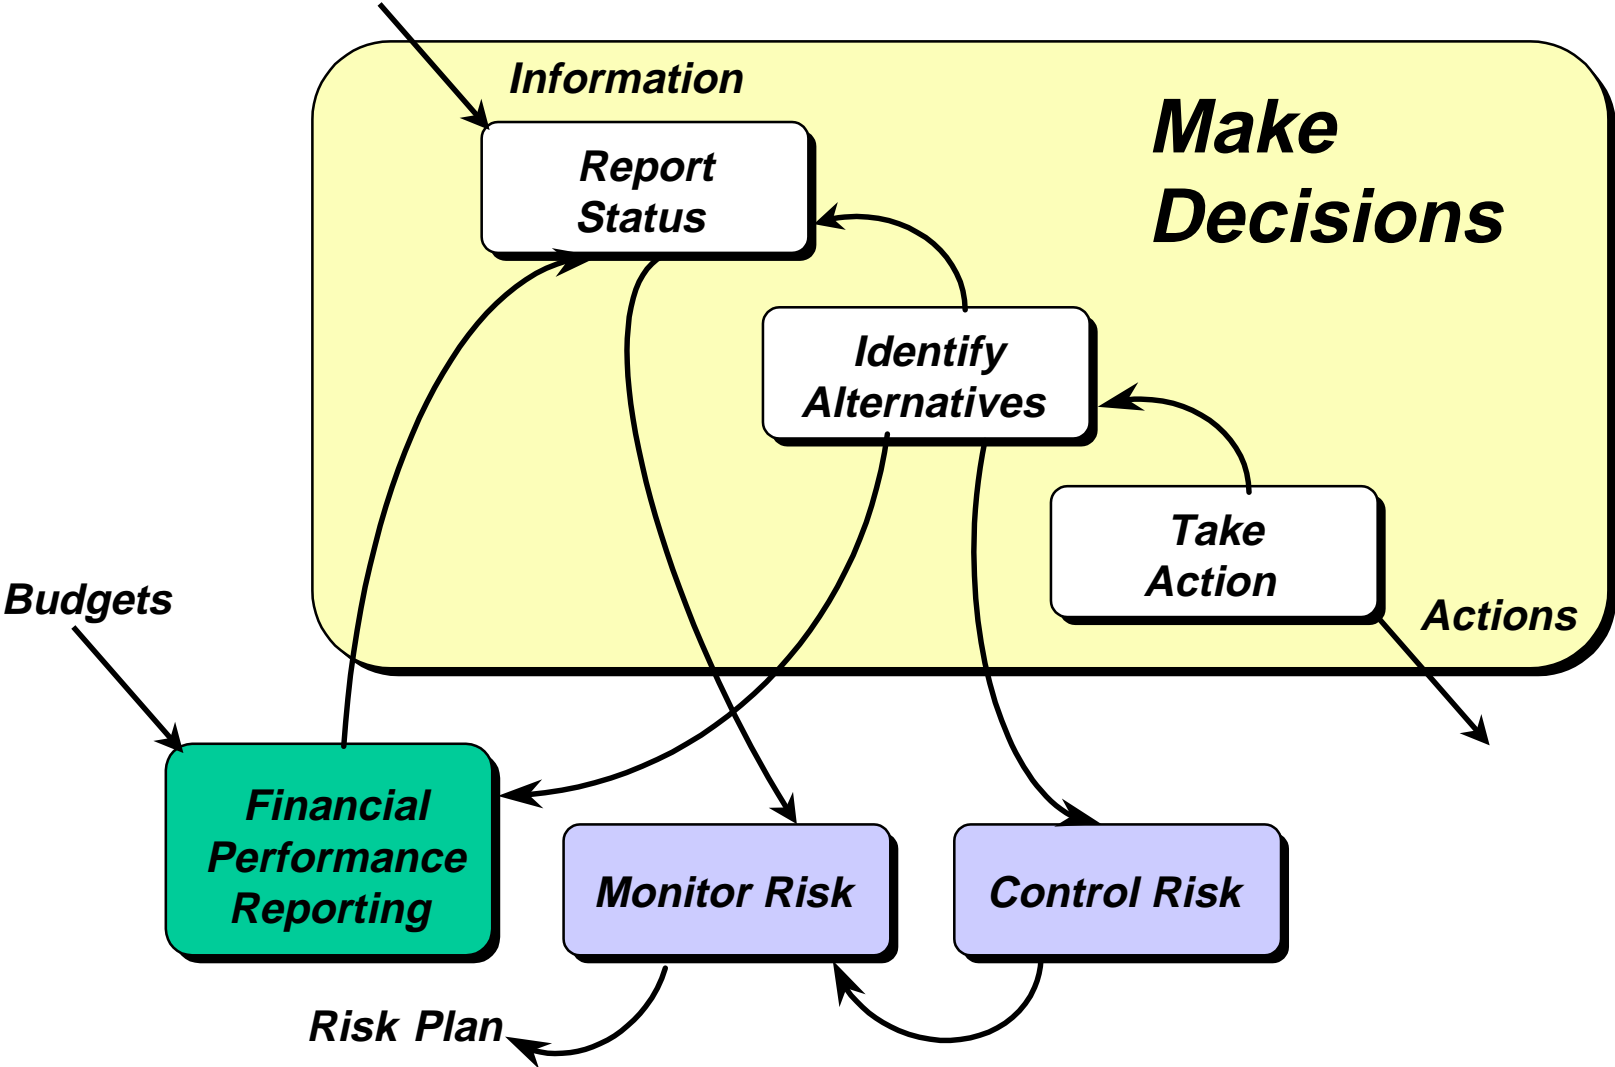 Information
Make
Decisions
Report
Status
Identify
Alternatives
Take
Action
Actions
Budgets
Financial
Performance
Reporting
Monitor Risk
Control Risk
Risk Plan